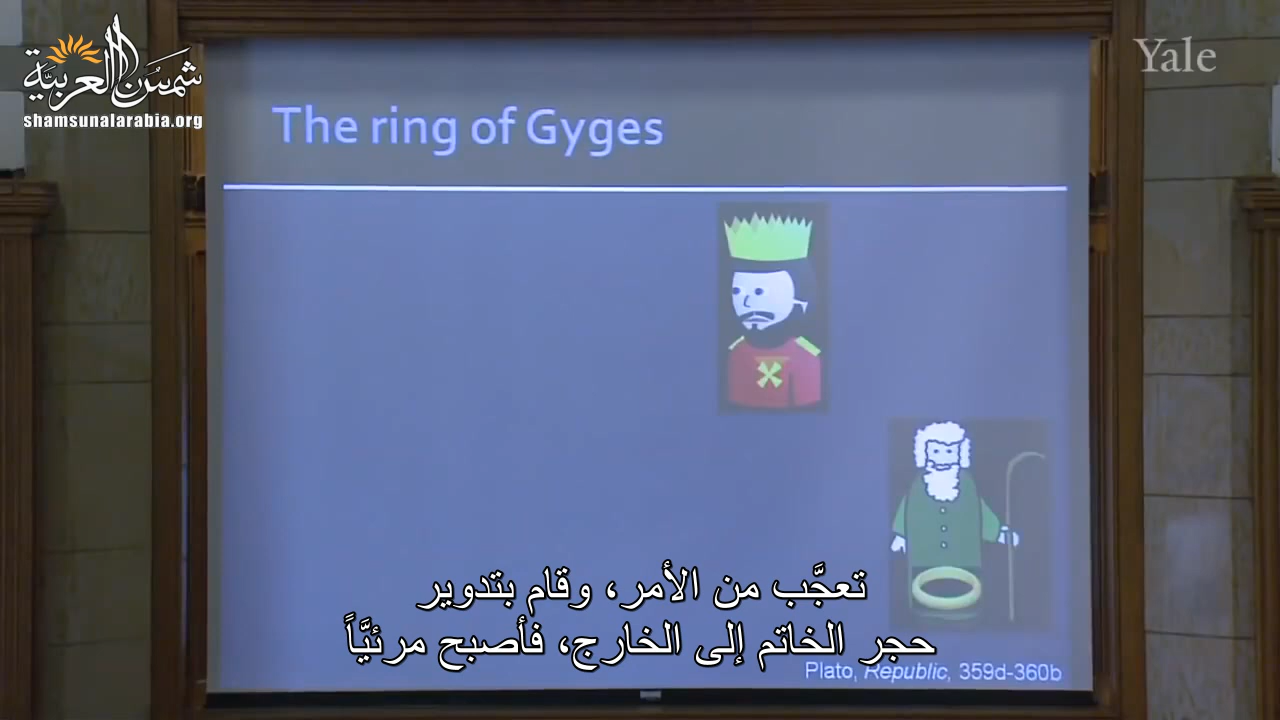 شمس العربية
shamsunalarabia.org
Yale
The ring of Gyges
تعجَّب من الأمر، وقام بتدوير
حجر الخاتم إلى الخارج، فأصبح مرئيَّاً
Plato, Republic, 359d-360b